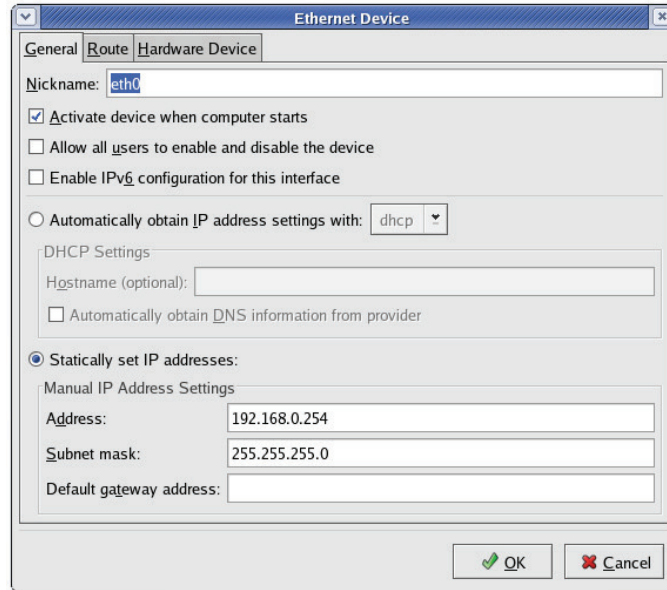 Ethernet Device
General Route Hardware Device
Nickname: eth0
Activate device when computer starts
Allow all users to enable and disable the device
Enable IPv6 configuration for this interface
Automatically obtain IP address settings with: dhcp
DHCP Settings
Hostname (optional):
Automatically obtain DNS information from provider
Statically set IP addresses:
Manual IP Address Settings
Address: 192.168.0.254
Subnet mask: 255.255.255.0
Default gateway address:
OK Cancel